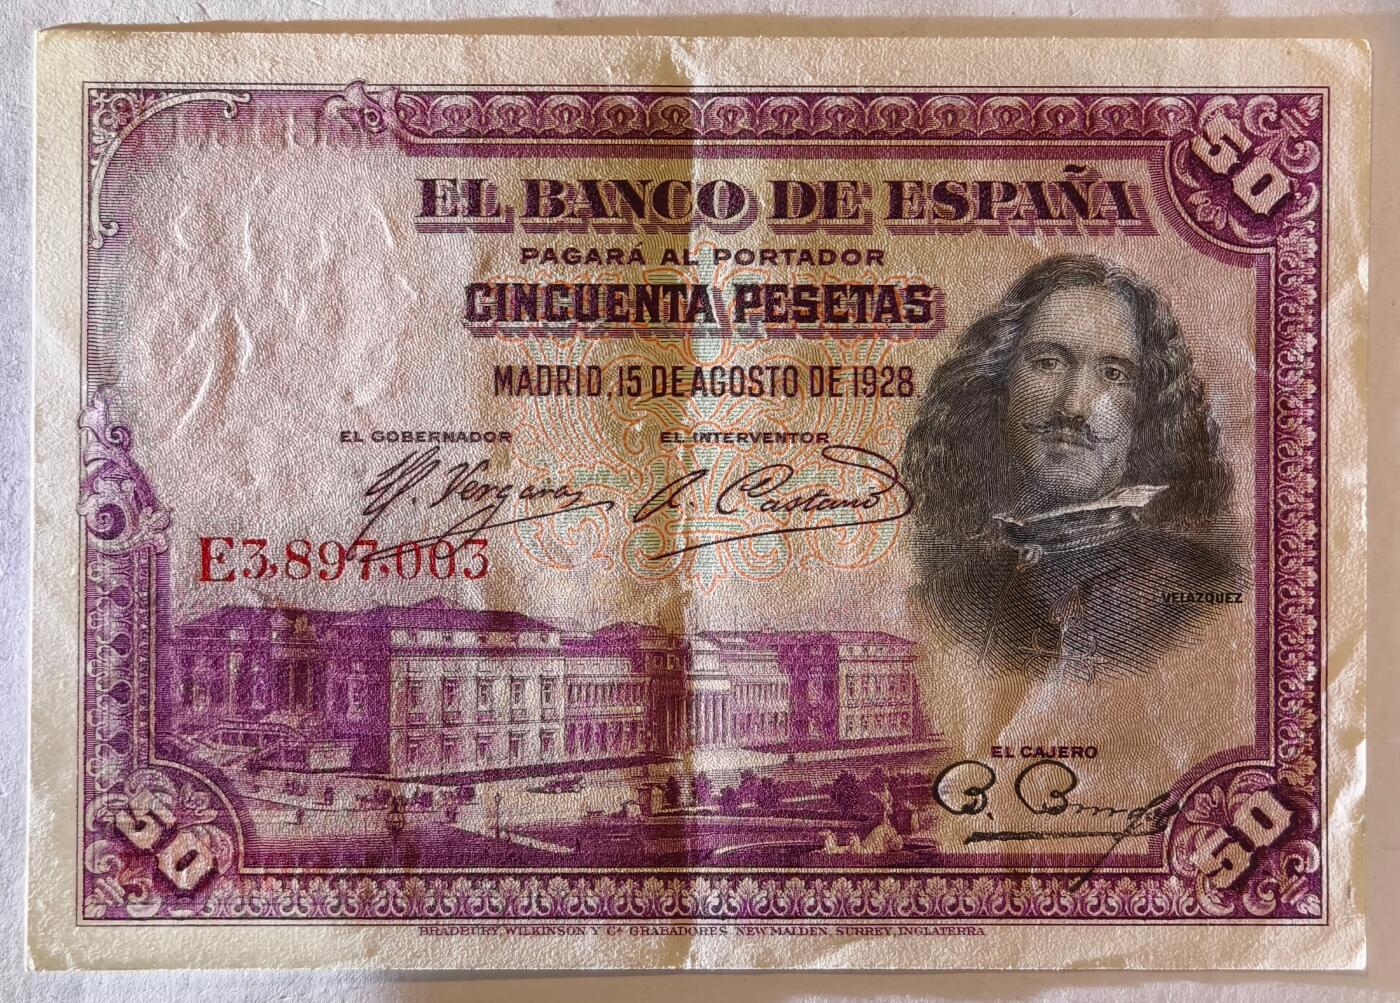 50
EL BANCO DE ESPAÑA
PAGARÁ AL PORTADOR
CINCUENTA PESETAS
MADRID, 15 DE AGOSTO DE 1928
EL GOBERNADOR
EL INTERVENTOR
E3,897,003
VELAZQUEZ
EL CAJERO
50
50
BRADBURY, WILKINSON Y Cª GRABADORES NEW MALDEN, SURREY, INGLATERRA